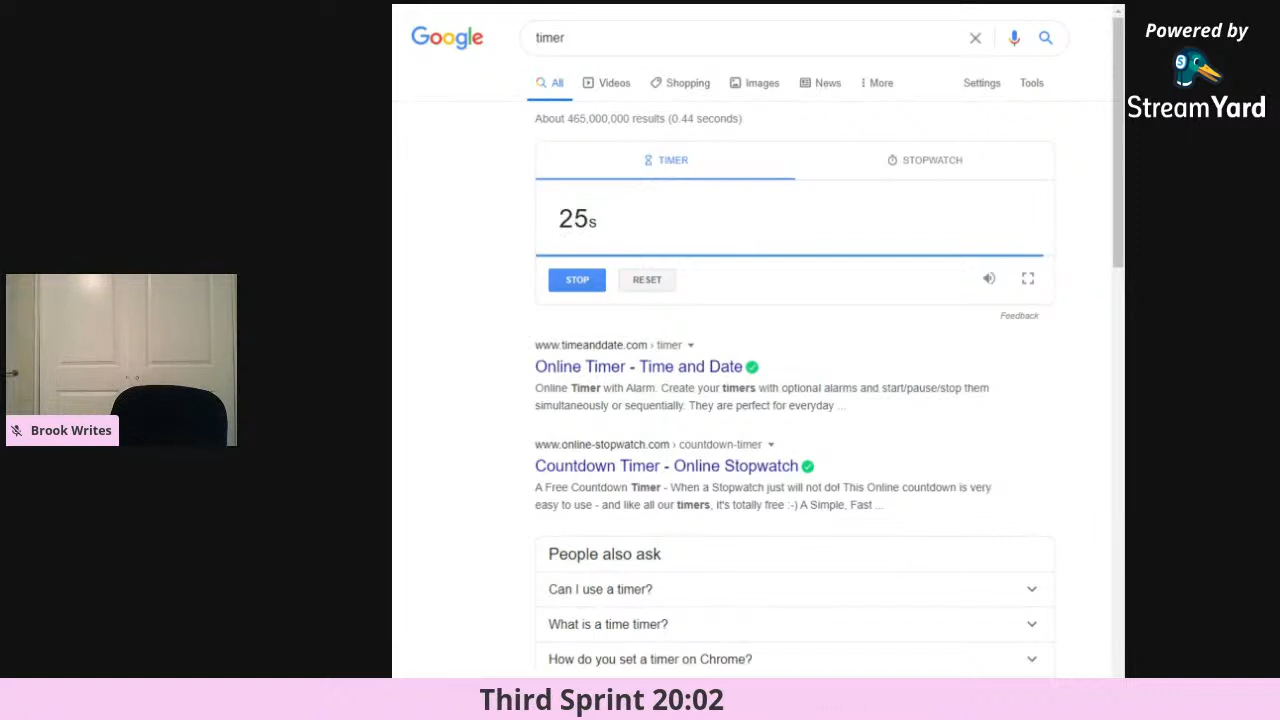 Google
timer
All
Videos
Shopping
Images
News
More
Settings
Tools
About 465,000,000 results (0.44 seconds)
TIMER
STOPWATCH
25s
STOP
RESET
Feedback
www.timeanddate.com › timer
Online Timer - Time and Date
Online Timer with Alarm. Create your timers with optional alarms and start/pause/stop them
simultaneously or sequentially. They are perfect for everyday ...
www.online-stopwatch.com › countdown-timer
Countdown Timer - Online Stopwatch
A Free Countdown Timer - When a Stopwatch just will not do! This Online countdown is very
easy to use - and like all our timers, it's totally free :-) A Simple, Fast ...
People also ask
Can I use a timer?
What is a time timer?
How do you set a timer on Chrome?
Powered by
StreamYard
Brook Writes
Third Sprint 20:02